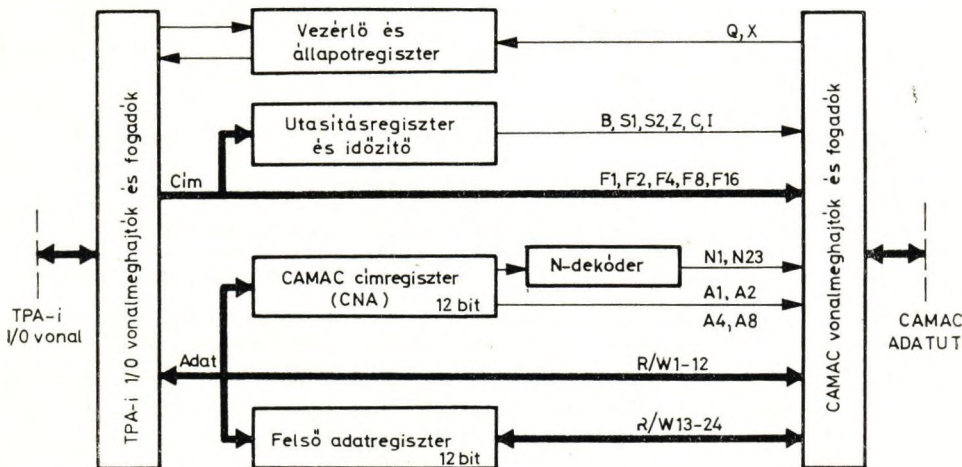 Vezérlő és
állapotregiszter
Q, X
Utasításregiszter
és időzítő
B, S1, S2, Z, C, I
Cím
F1, F2, F4, F8, F16
TPA-i I/O vonalmeghajtók és fogadók
CAMAC vonalmeghajtók és fogadók
N-dekóder
N1, N23
CAMAC címregiszter
(CNA)
12 bit
A1, A2
A4, A8
TPA-i
I/O vonal
CAMAC
ADATUT
Adat
R/W1-12
Felső adatregiszter
12 bit
R/W13-24